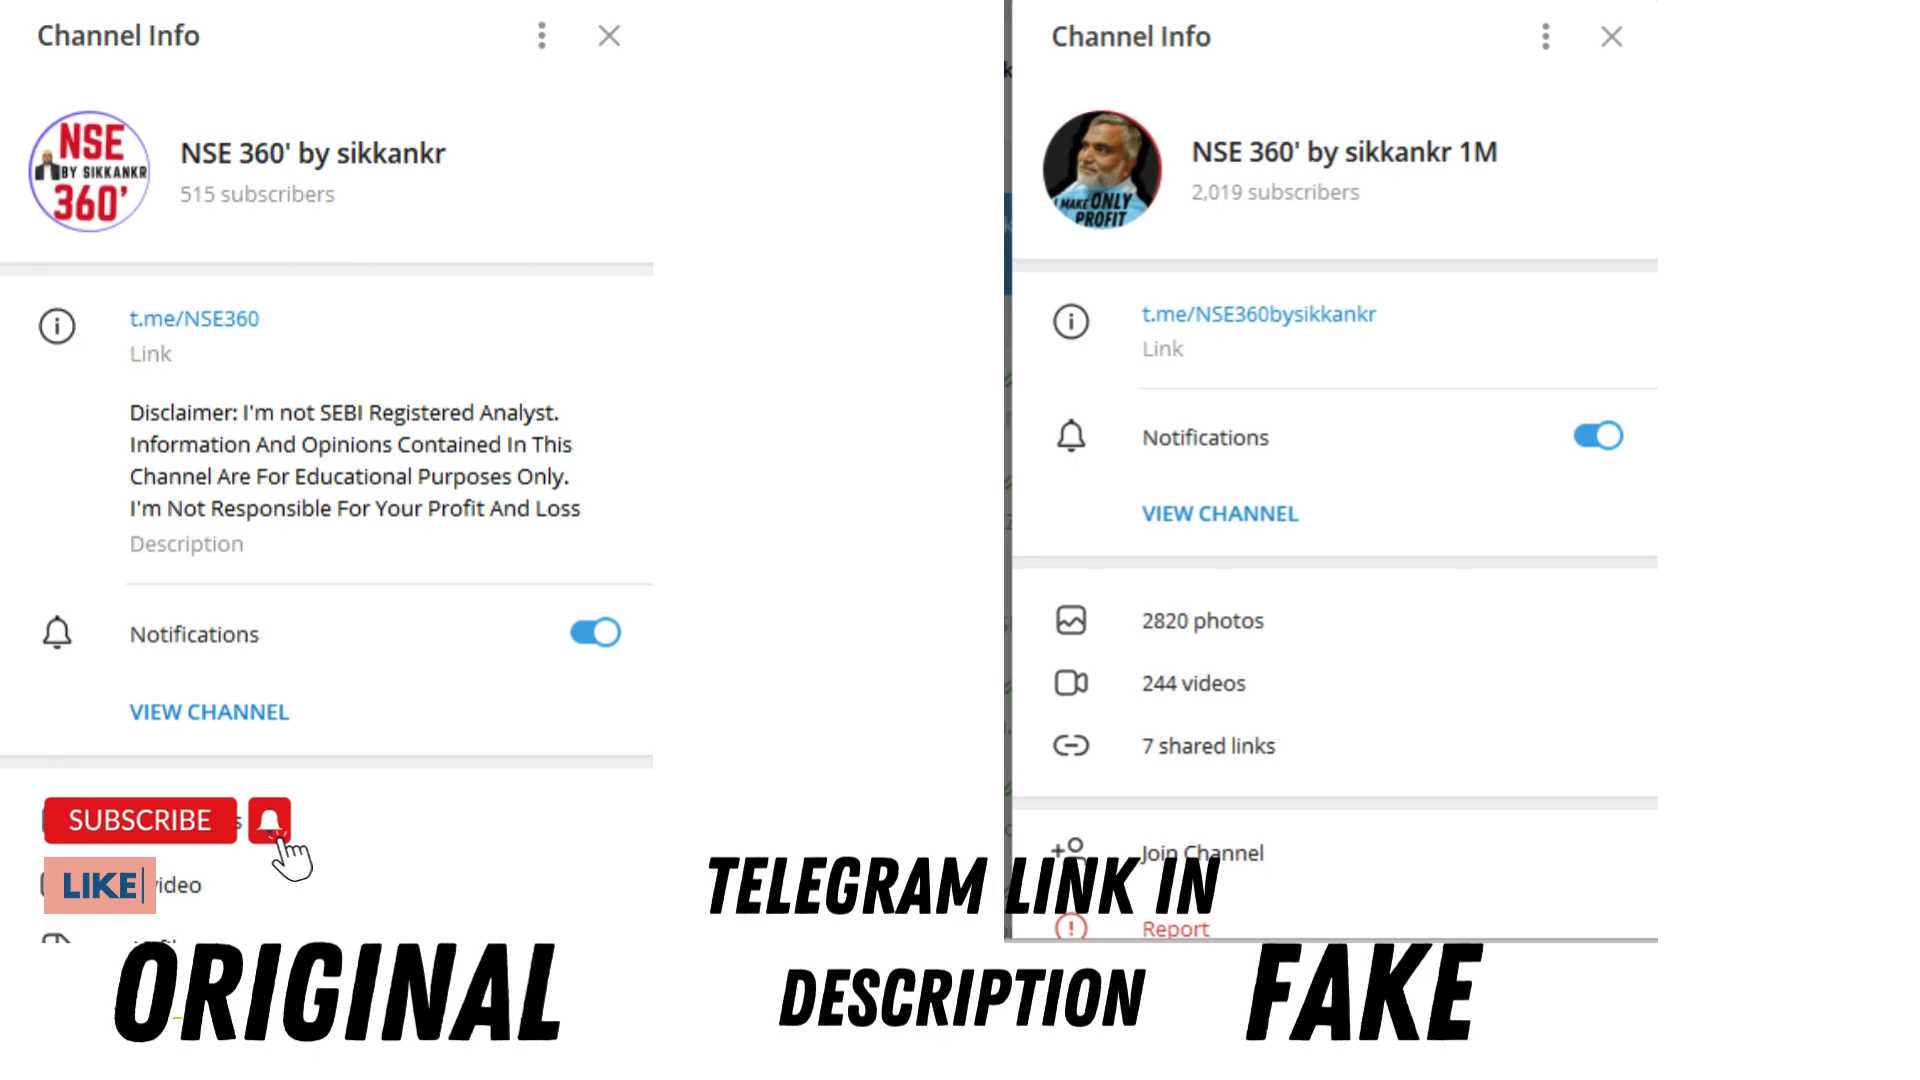 Channel Info
NSE
BY SIKKANKR
360'
NSE 360' by sikkankr
515 subscribers
t.me/NSE360
Link
Disclaimer: I'm not SEBI Registered Analyst.
Information And Opinions Contained In This
Channel Are For Educational Purposes Only.
I'm Not Responsible For Your Profit And Loss
Description
Notifications
VIEW CHANNEL
SUBSCRIBE
LIKE
video
ORIGINAL
TELEGRAM LINK IN
DESCRIPTION
Channel Info
I MAKE ONLY
PROFIT
NSE 360' by sikkankr 1M
2,019 subscribers
t.me/NSE360bysikkankr
Link
Notifications
VIEW CHANNEL
2820 photos
244 videos
7 shared links
Join Channel
Report
FAKE